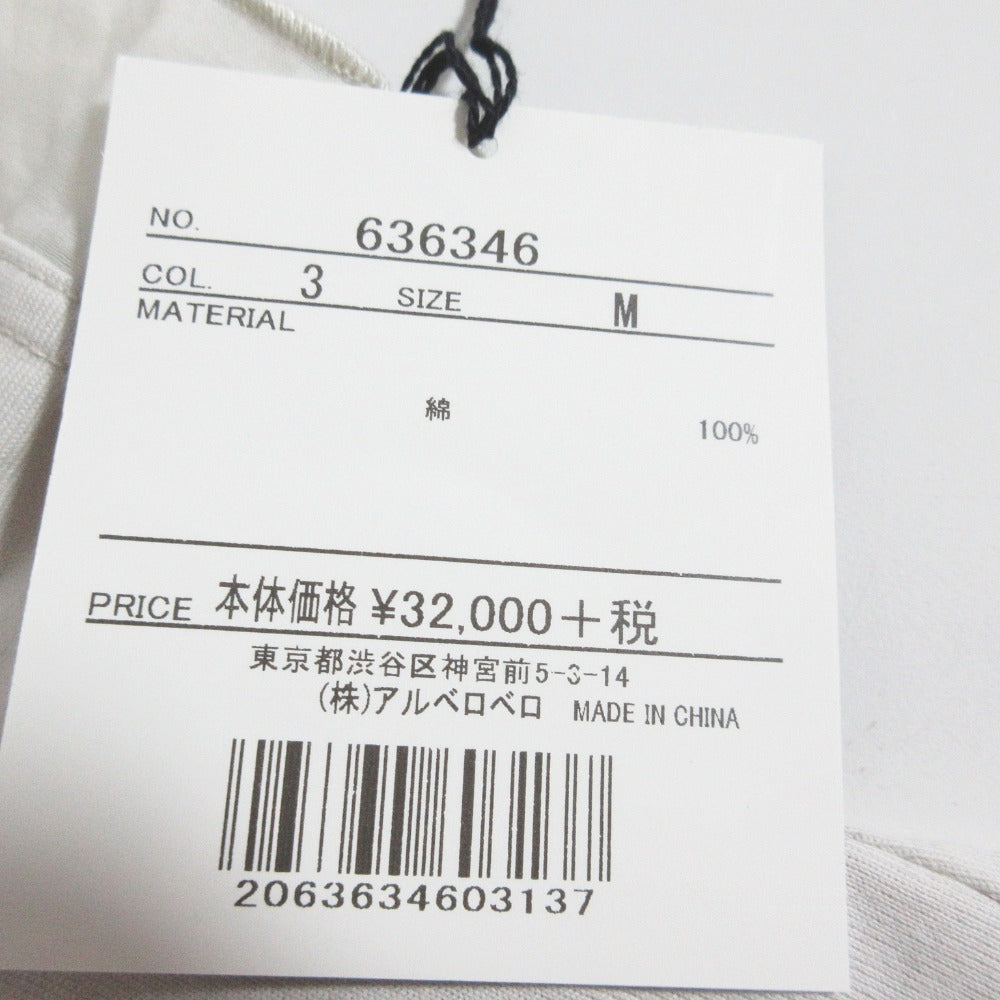 NO. 636346
COL. 3 SIZE M
MATERIAL
綿 100%
PRICE 本体価格 ¥32,000+税
東京都渋谷区神宮前5-3-14
(株)アルベロベロ MADE IN CHINA
2063634603137